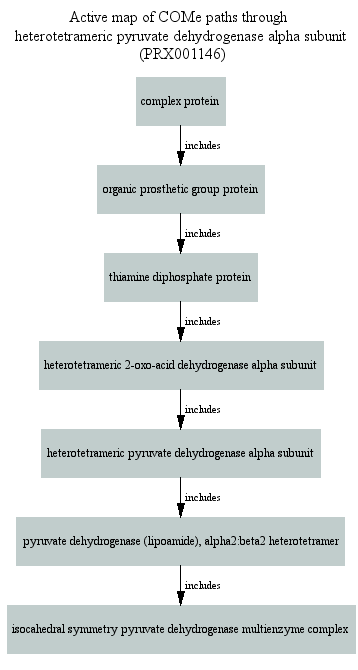 Active map of COMe paths through
heterotetrameric pyruvate dehydrogenase alpha subunit
(PRX001146)
complex protein
includes
organic prosthetic group protein
includes
thiamine diphosphate protein
includes
heterotetrameric 2-oxo-acid dehydrogenase alpha subunit
includes
heterotetrameric pyruvate dehydrogenase alpha subunit
includes
pyruvate dehydrogenase (lipoamide), alpha2:beta2 heterotetramer
includes
isocahedral symmetry pyruvate dehydrogenase multienzyme complex